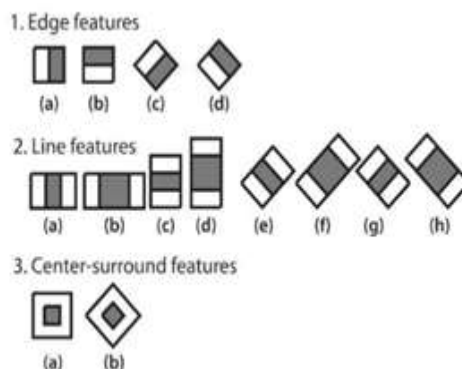 1. Edge features
(a) (b) (c) (d)
2. Line features
(a) (b) (c) (d) (e) (f) (g) (h)
3. Center-surround features
(a) (b)